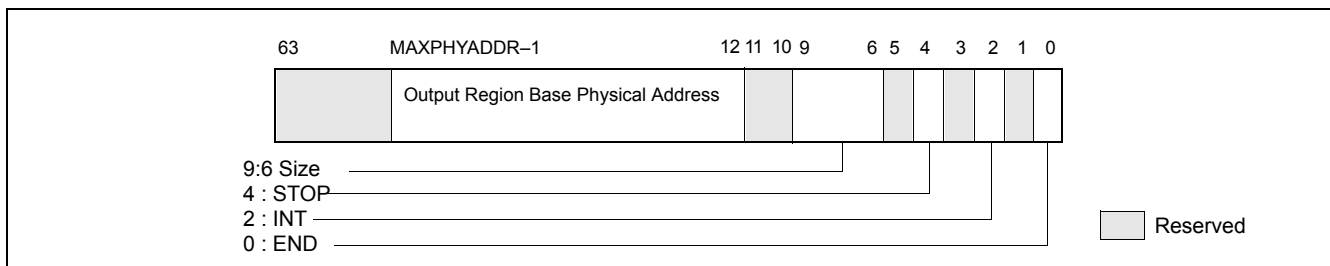 63 MAXPHYADDR–1 12 11 10 9 6 5 4 3 2 1 0
Output Region Base Physical Address
9:6 Size
4 : STOP
2 : INT
0 : END
Reserved